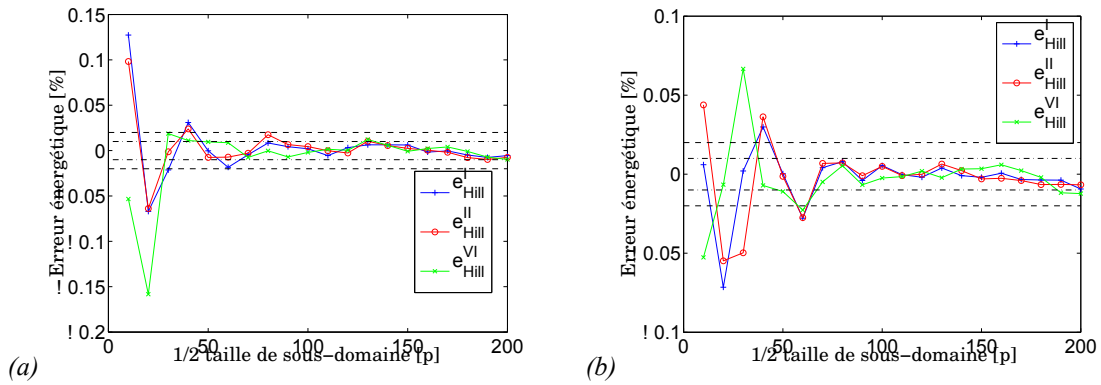 0.15
0.1
0.05
0
0.05
! 0.1
! 0.15
! 0.2
0
50
100
150
200
Erreur énergétique [%]
1/2 taille de sous−domaine [p]
e^I_Hill
e^II_Hill
e^VI_Hill
(a)
0.1
0.05
0
0.05
! 0.1
0
50
100
150
200
Erreur énergétique [%]
1/2 taille de sous−domaine [p]
e^I_Hill
e^II_Hill
e^VI_Hill
(b)